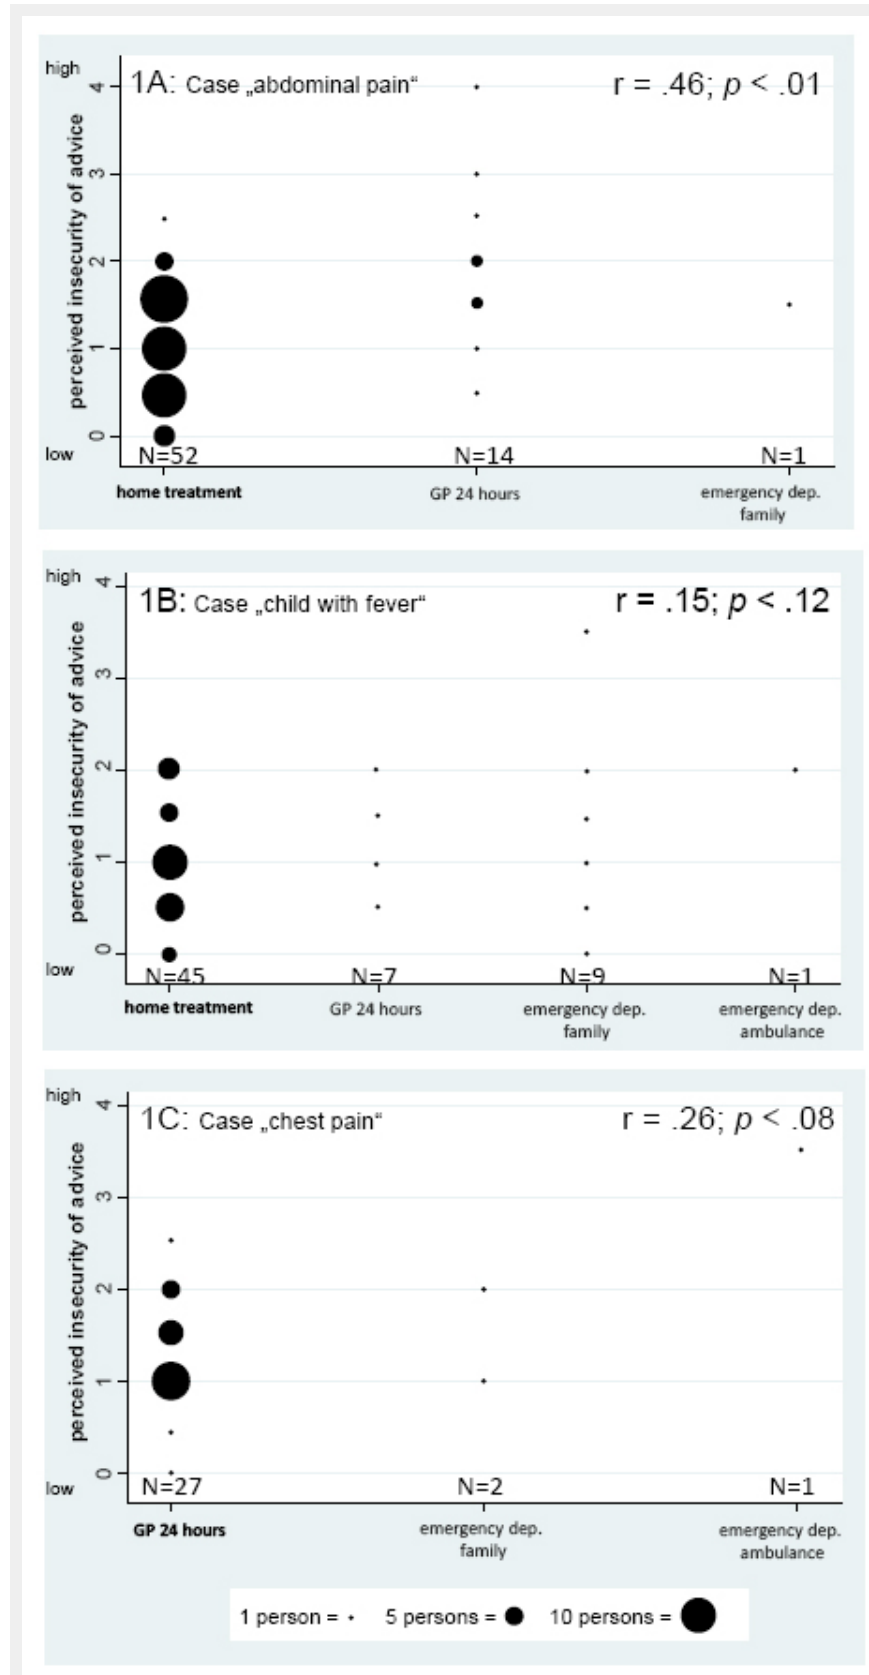 high
1A: Case „abdominal pain“
r = .46; p < .01
perceived insecurity of advice
4
3
2
1
0
low
N=52
N=14
N=1
home treatment
GP 24 hours
emergency dep.
family
high
1B: Case „child with fever“
r = .15; p < .12
perceived insecurity of advice
4
3
2
1
0
low
N=45
N=7
N=9
N=1
home treatment
GP 24 hours
emergency dep.
family
emergency dep.
ambulance
high
1C: Case „chest pain“
r = .26; p < .08
perceived insecurity of advice
4
3
2
1
0
low
N=27
N=2
N=1
GP 24 hours
emergency dep.
family
emergency dep.
ambulance
1 person = 5 persons = 10 persons =